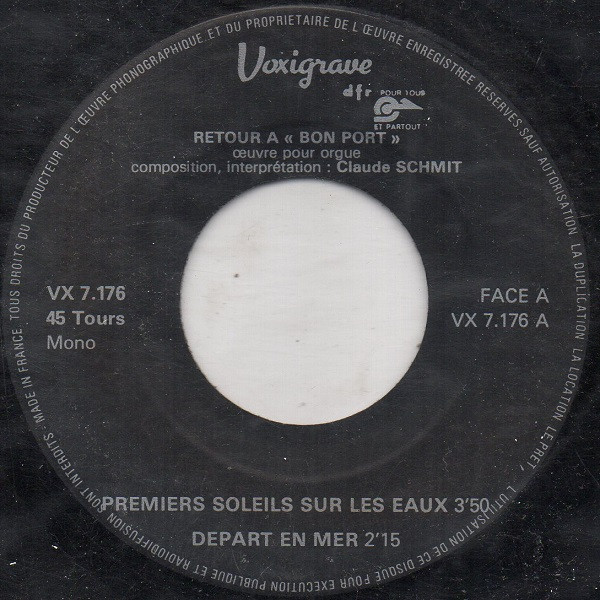 Voxigrave
dfr POUR TOUS
ET PARTOUT
RETOUR A « BON PORT »
œuvre pour orgue
composition, interprétation : Claude SCHMIT
VX 7.176
45 Tours
Mono
FACE A
VX 7.176 A
PREMIERS SOLEILS SUR LES EAUX 3'50
DEPART EN MER 2'15
MADE IN FRANCE. TOUS DROITS DU PRODUCTEUR DE L'ŒUVRE PHONOGRAPHIQUE ET DU PROPRIETAIRE DE L'ŒUVRE ENREGISTREE RESERVES. SAUF AUTORISATION, LA DUPLICATION, LA LOCATION, LE PRET, L'UTILISATION DE CE DISQUE POUR EXECUTION PUBLIQUE ET RADIODIFFUSION SONT INTERDITS :